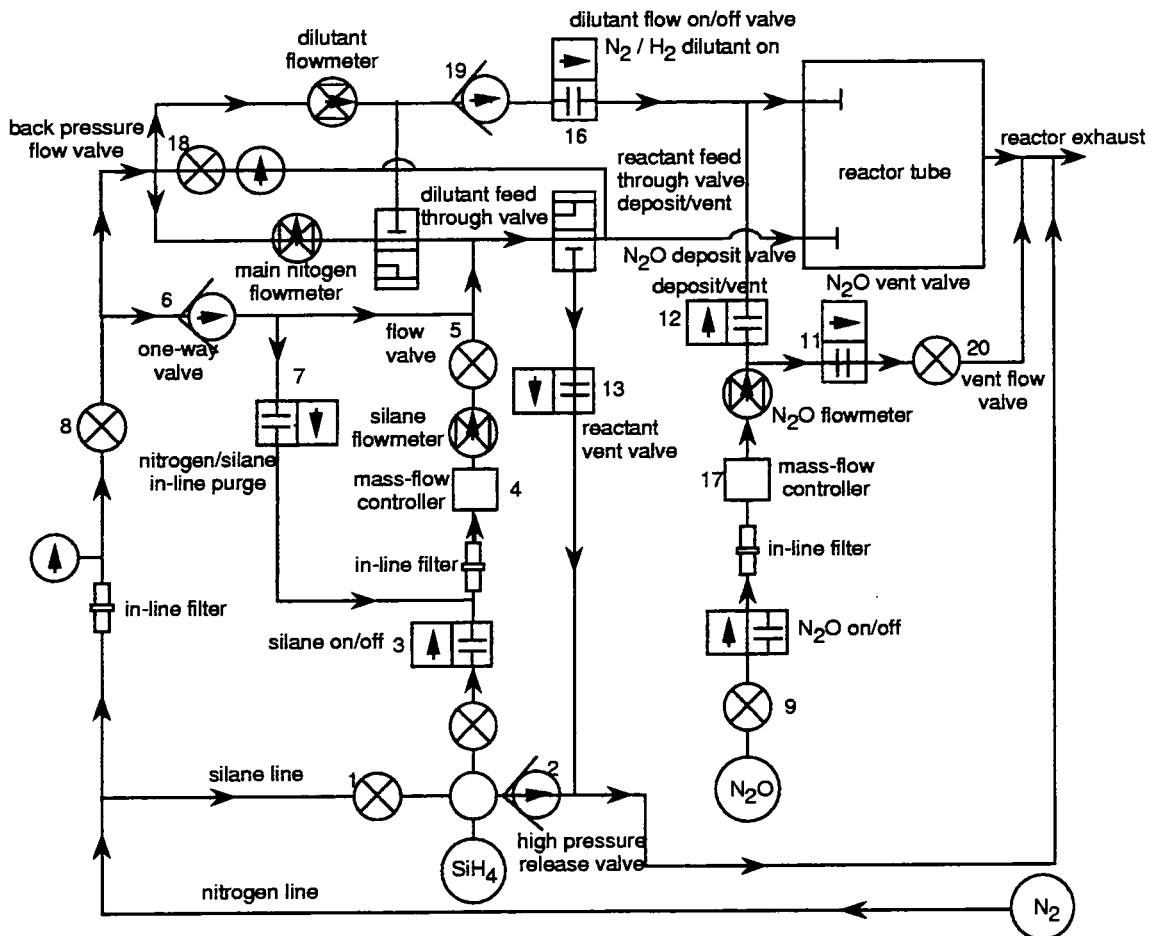 dilutant flow on/off valve
N2 / H2 dilutant on
dilutant
flowmeter
19
16
back pressure
flow valve
18
reactor exhaust
reactor tube
reactant feed
through valve
deposit/vent
dilutant feed
through valve
main nitogen
flowmeter
N2O deposit valve
deposit/vent
N2O vent valve
6
one-way
valve
flow
valve
5
12
11
20
vent flow
valve
7
13
reactant
vent valve
8
silane
flowmeter
N2O flowmeter
nitrogen/silane
in-line purge
mass-flow
controller
4
17
mass-flow
controller
in-line filter
in-line filter
in-line filter
silane on/off
3
N2O on/off
9
silane line
1
2
N2O
high pressure
release valve
SiH4
nitrogen line
N2